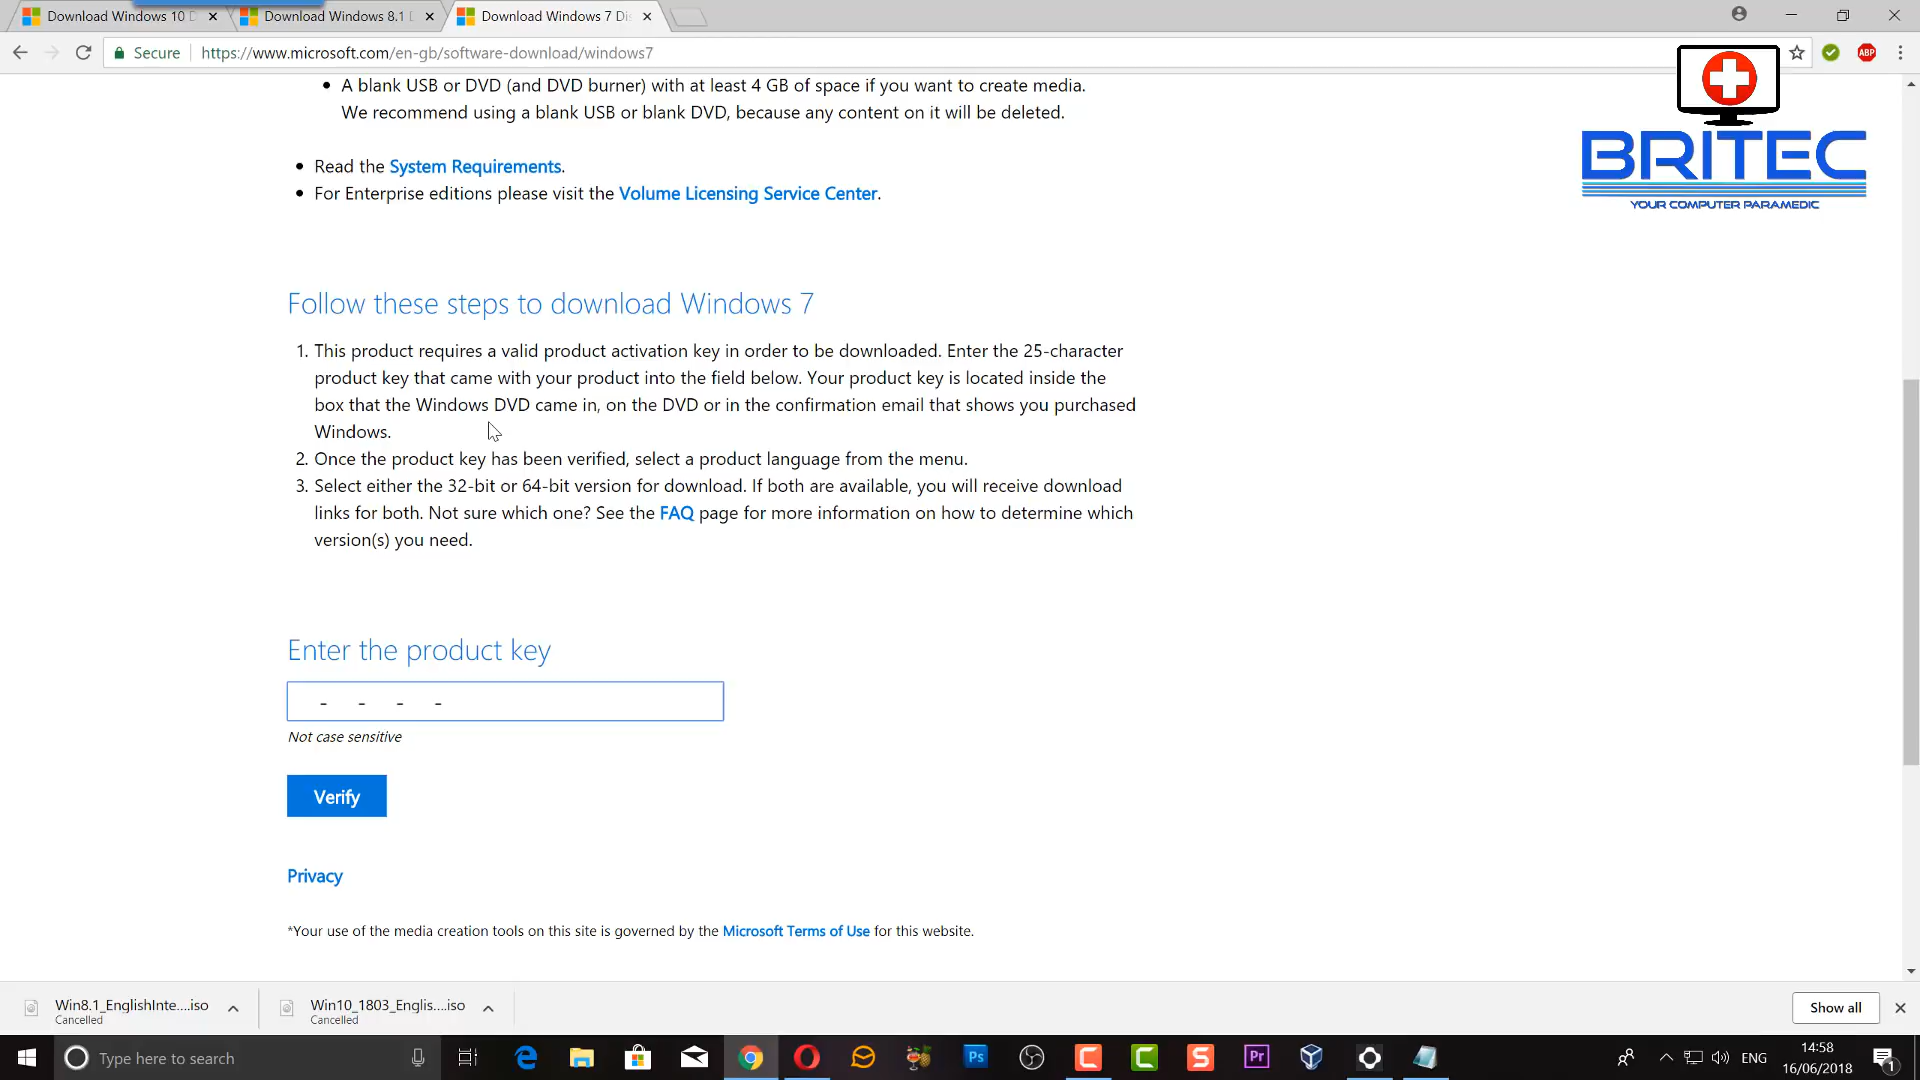 Download Windows 10 D
Download Windows 8.1 D
Download Windows 7 Dis
Secure
https://www.microsoft.com/en-gb/software-download/windows7
ABP
• A blank USB or DVD (and DVD burner) with at least 4 GB of space if you want to create media.
We recommend using a blank USB or blank DVD, because any content on it will be deleted.
• Read the System Requirements.
• For Enterprise editions please visit the Volume Licensing Service Center.
BRITEC
YOUR COMPUTER PARAMEDIC
Follow these steps to download Windows 7
1. This product requires a valid product activation key in order to be downloaded. Enter the 25-character
product key that came with your product into the field below. Your product key is located inside the
box that the Windows DVD came in, on the DVD or in the confirmation email that shows you purchased
Windows.
2. Once the product key has been verified, select a product language from the menu.
3. Select either the 32-bit or 64-bit version for download. If both are available, you will receive download
links for both. Not sure which one? See the FAQ page for more information on how to determine which
version(s) you need.
Enter the product key
- - - -
Not case sensitive
Verify
Privacy
*Your use of the media creation tools on this site is governed by the Microsoft Terms of Use for this website.
Win8.1_EnglishInte....iso
Cancelled
Win10_1803_Englis....iso
Cancelled
Show all
Type here to search
Ps
Pr
ENG
14:58
16/06/2018
1